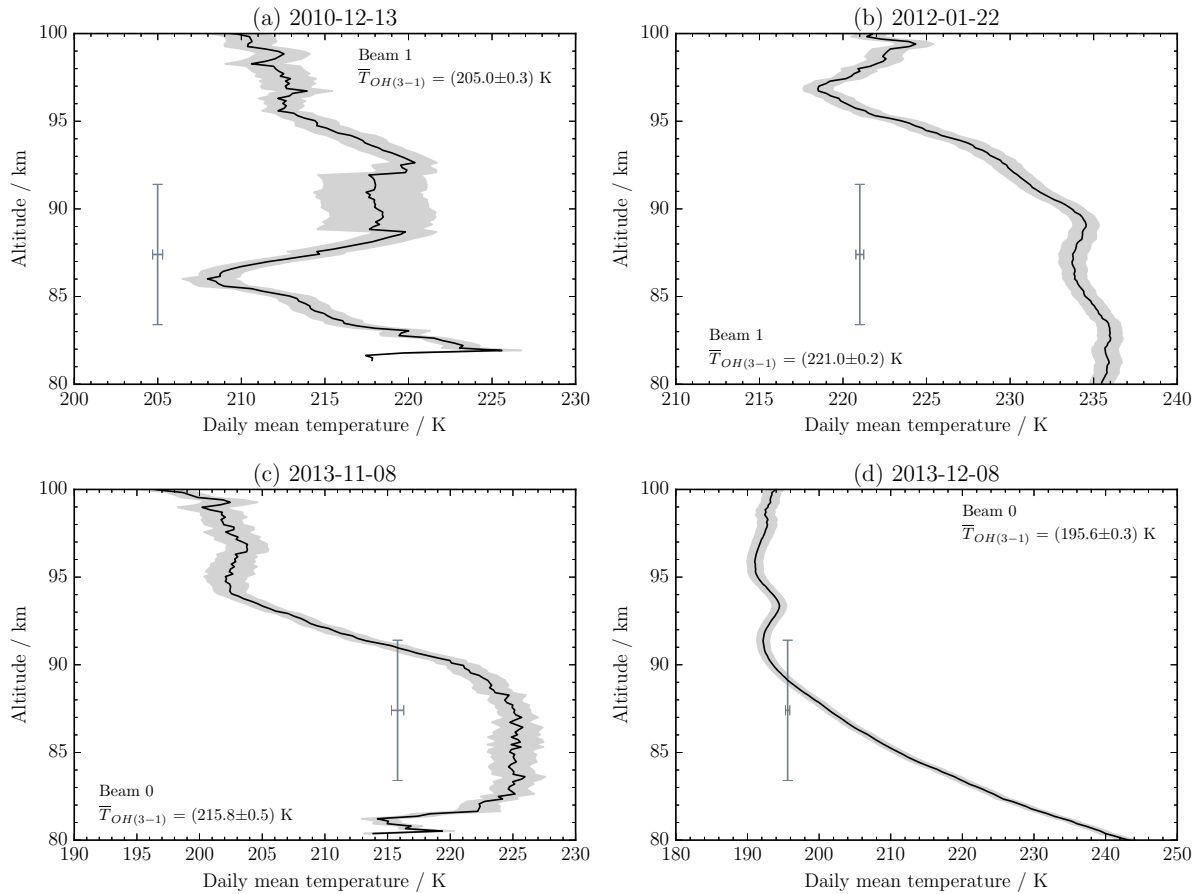 (a) 2010-12-13
100
95
90
85
80
Altitude / km
Beam 1
T̅OH(3−1) = (205.0±0.3) K
200 205 210 215 220 225 230
Daily mean temperature / K
(b) 2012-01-22
100
95
90
85
80
Altitude / km
Beam 1
T̅OH(3−1) = (221.0±0.2) K
210 215 220 225 230 235 240
Daily mean temperature / K
(c) 2013-11-08
100
95
90
85
80
Altitude / km
Beam 0
T̅OH(3−1) = (215.8±0.5) K
190 195 200 205 210 215 220 225 230
Daily mean temperature / K
(d) 2013-12-08
100
95
90
85
80
Altitude / km
Beam 0
T̅OH(3−1) = (195.6±0.3) K
180 190 200 210 220 230 240 250
Daily mean temperature / K